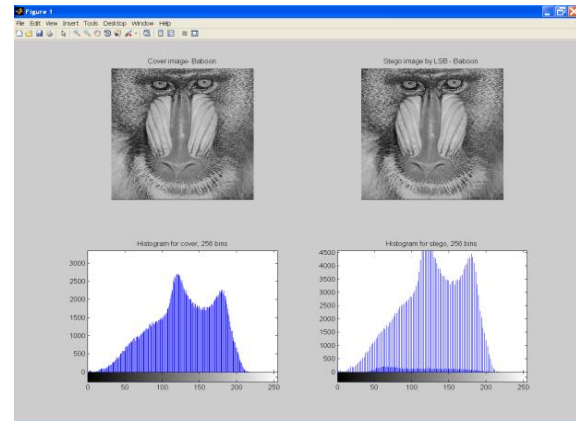 Figure 1
File Edit View Insert Tools Desktop Window Help
Cover image- Baboon
Stego image by LSB - Baboon
Histogram for cover, 256 bins
3000
2500
2000
1500
1000
500
0
0 50 100 150 200 250
Histogram for stego, 256 bins
4500
4000
3500
3000
2500
2000
1500
1000
500
0
0 50 100 150 200 250